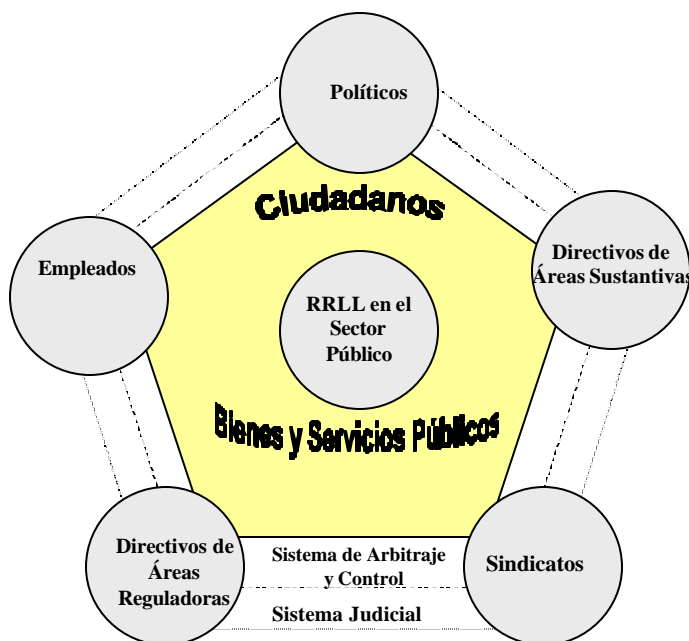 Políticos
Ciudadanos
Empleados
Directivos de
Áreas Sustantivas
RRLL en el
Sector
Público
Bienes y Servicios Públicos
Directivos de
Áreas
Reguladoras
Sistema de Arbitraje
y Control
Sistema Judicial
Sindicatos